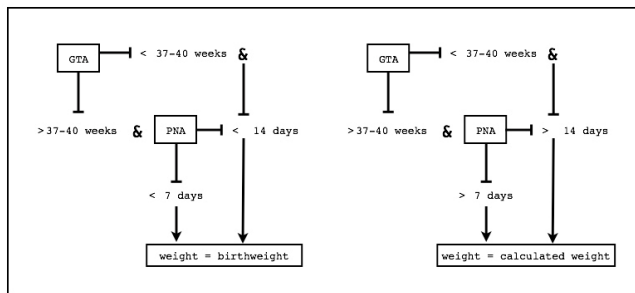 GTA < 37-40 weeks &
>37-40 weeks & PNA < 14 days
< 7 days
weight = birthweight
GTA < 37-40 weeks &
>37-40 weeks & PNA > 14 days
> 7 days
weight = calculated weight